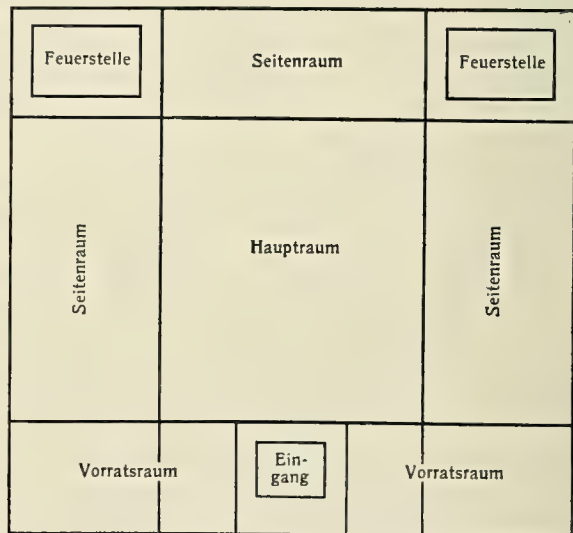 Feuerstelle
Seitenraum
Feuerstelle
Seitenraum
Hauptraum
Seitenraum
Vorratsraum
Ein-
gang
Vorratsraum